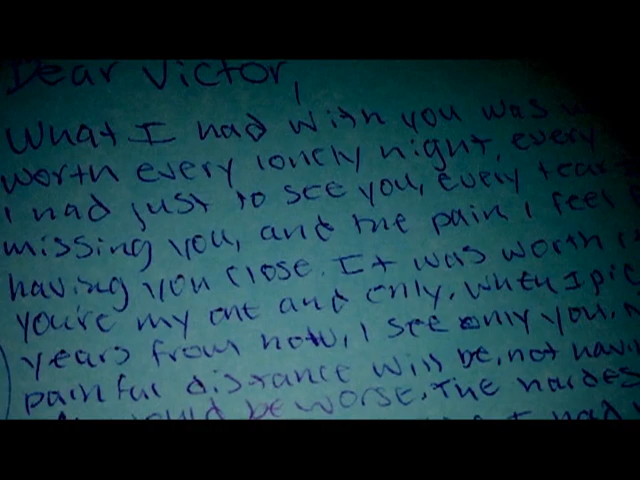 Dear Victor,
What I had with you was
worth every lonely night, every
I had just to see you, every tear
missing you, and the pain I feel
having you close. It was worth
you're my one and only. When I pic
years from now, I see only you,
painful distance will be, not havin
be worse. The hardes
I had